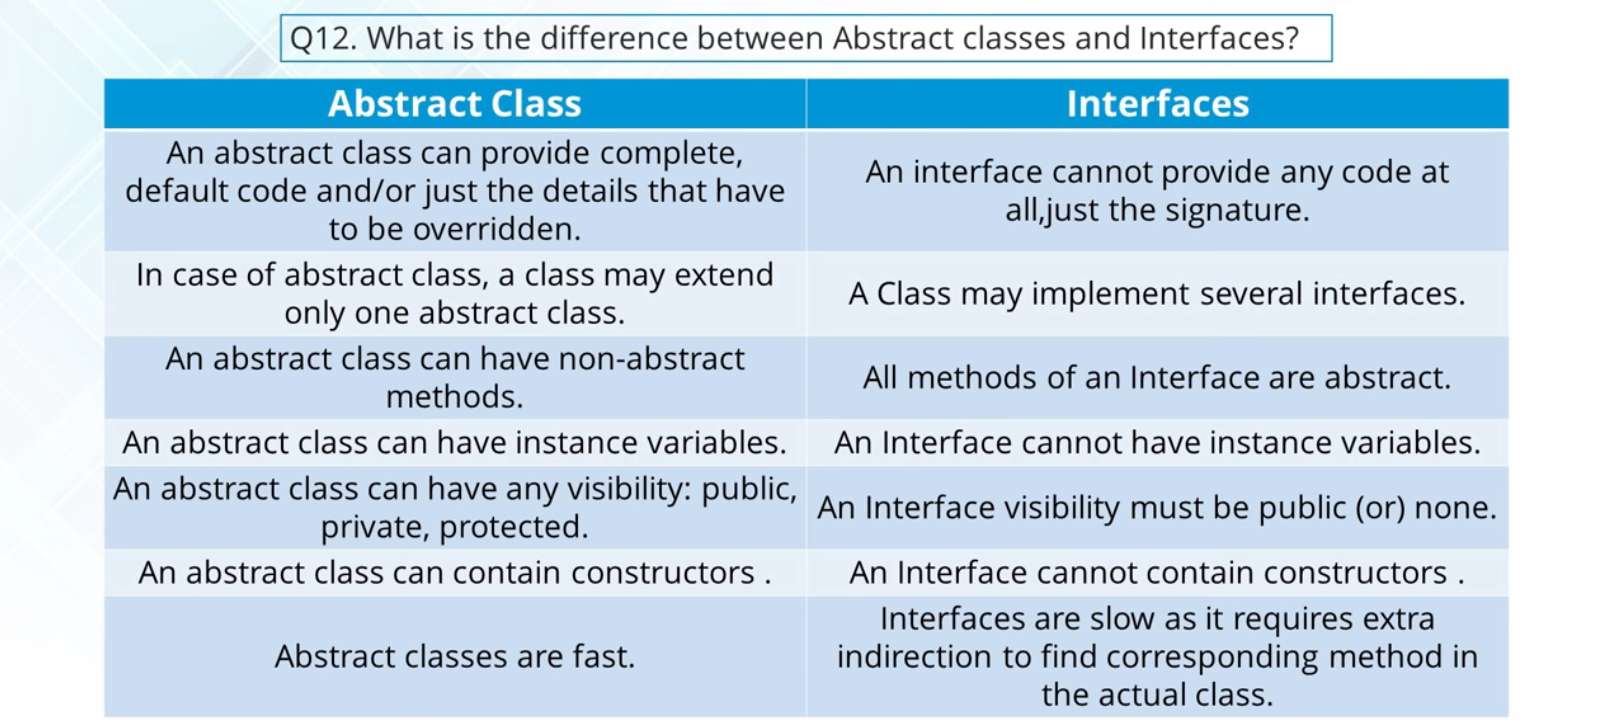 Q12. What is the difference between Abstract classes and Interfaces?
Abstract Class
Interfaces
An abstract class can provide complete,
default code and/or just the details that have
to be overridden.
An interface cannot provide any code at
all,just the signature.
In case of abstract class, a class may extend
only one abstract class.
A Class may implement several interfaces.
An abstract class can have non-abstract
methods.
All methods of an Interface are abstract.
An abstract class can have instance variables.
An Interface cannot have instance variables.
An abstract class can have any visibility: public,
private, protected.
An Interface visibility must be public (or) none.
An abstract class can contain constructors .
An Interface cannot contain constructors .
Abstract classes are fast.
Interfaces are slow as it requires extra
indirection to find corresponding method in
the actual class.